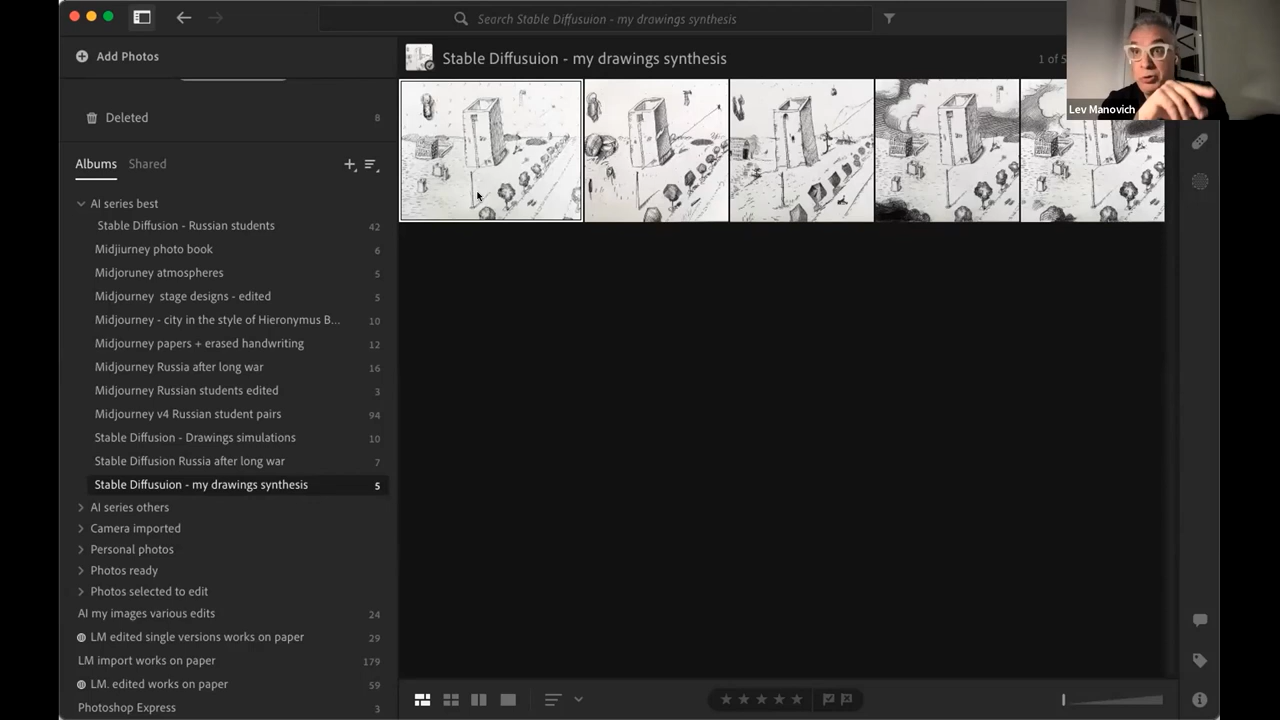 Search Stable Diffusuion - my drawings synthesis
Add Photos
Stable Diffusuion - my drawings synthesis
1 of 5
Lev Manovich
Deleted 8
Albums Shared
AI series best
Stable Diffusion - Russian students 42
Midjiurney photo book 6
Midjoruney atmospheres 5
Midjourney stage designs - edited 5
Midjourney - city in the style of Hieronymus B... 10
Midjourney papers + erased handwriting 12
Midjourney Russia after long war 16
Midjourney Russian students edited 3
Midjourney v4 Russian student pairs 94
Stable Diffusion - Drawings simulations 10
Stable Diffusion Russia after long war 7
Stable Diffusuion - my drawings synthesis 5
AI series others
Camera imported
Personal photos
Photos ready
Photos selected to edit
AI my images various edits 24
LM edited single versions works on paper 29
LM import works on paper 179
LM. edited works on paper 59
Photoshop Express 3